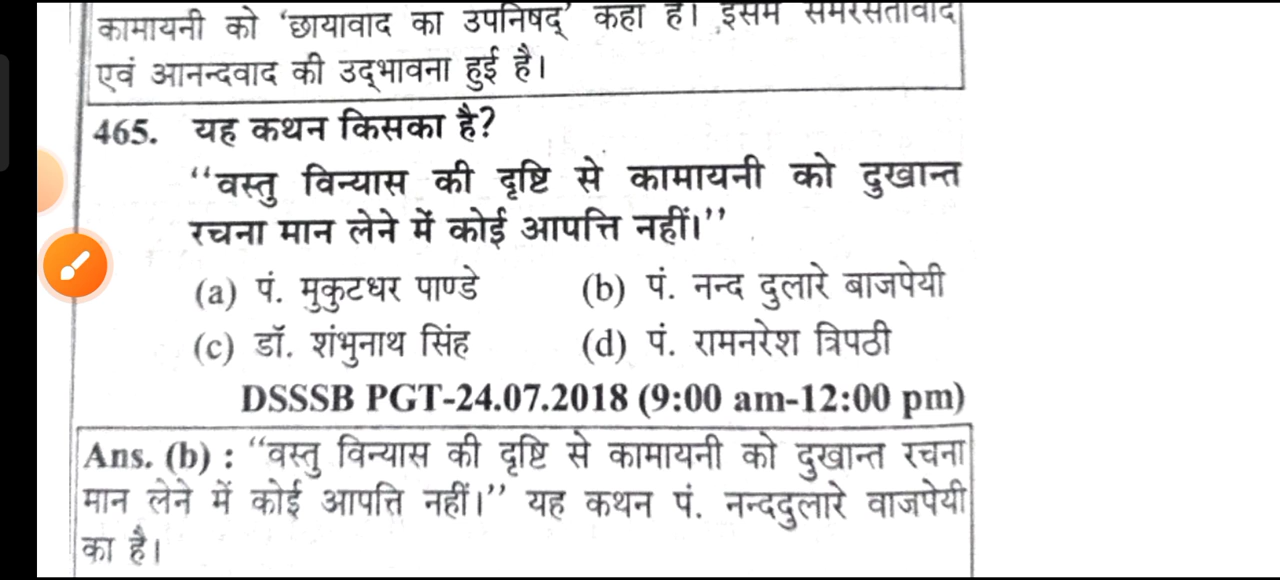 कामायनी को ‘छायावाद का उपनिषद्’ कहा है। इसमें समरसतावाद
एवं आनन्दवाद की उद्भावना हुई है।
465. यह कथन किसका है?
‘‘वस्तु विन्यास की दृष्टि से कामायनी को दुखान्त
रचना मान लेने में कोई आपत्ति नहीं।’’
(a) पं. मुकुटधर पाण्डे (b) पं. नन्द दुलारे बाजपेयी
(c) डॉ. शंभुनाथ सिंह (d) पं. रामनरेश त्रिपठी
DSSSB PGT-24.07.2018 (9:00 am-12:00 pm)
Ans. (b) : ‘‘वस्तु विन्यास की दृष्टि से कामायनी को दुखान्त रचना
मान लेने में कोई आपत्ति नहीं।’’ यह कथन पं. नन्ददुलारे वाजपेयी
का है।